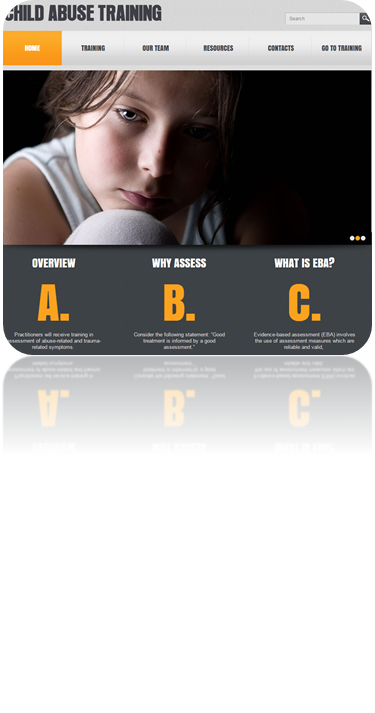 CHILD ABUSE TRAINING
Search
HOME TRAINING OUR TEAM RESOURCES CONTACTS GO TO TRAINING
OVERVIEW WHY ASSESS WHAT IS EBA?
A. B. C.
Practitioners will receive training in Consider the following statement: "Good Evidence-based assessment (EBA) involves
assessment of abuse-related and trauma- treatment is informed by a good the use of assessment measures which are
related symptoms. assessment." reliable and valid,